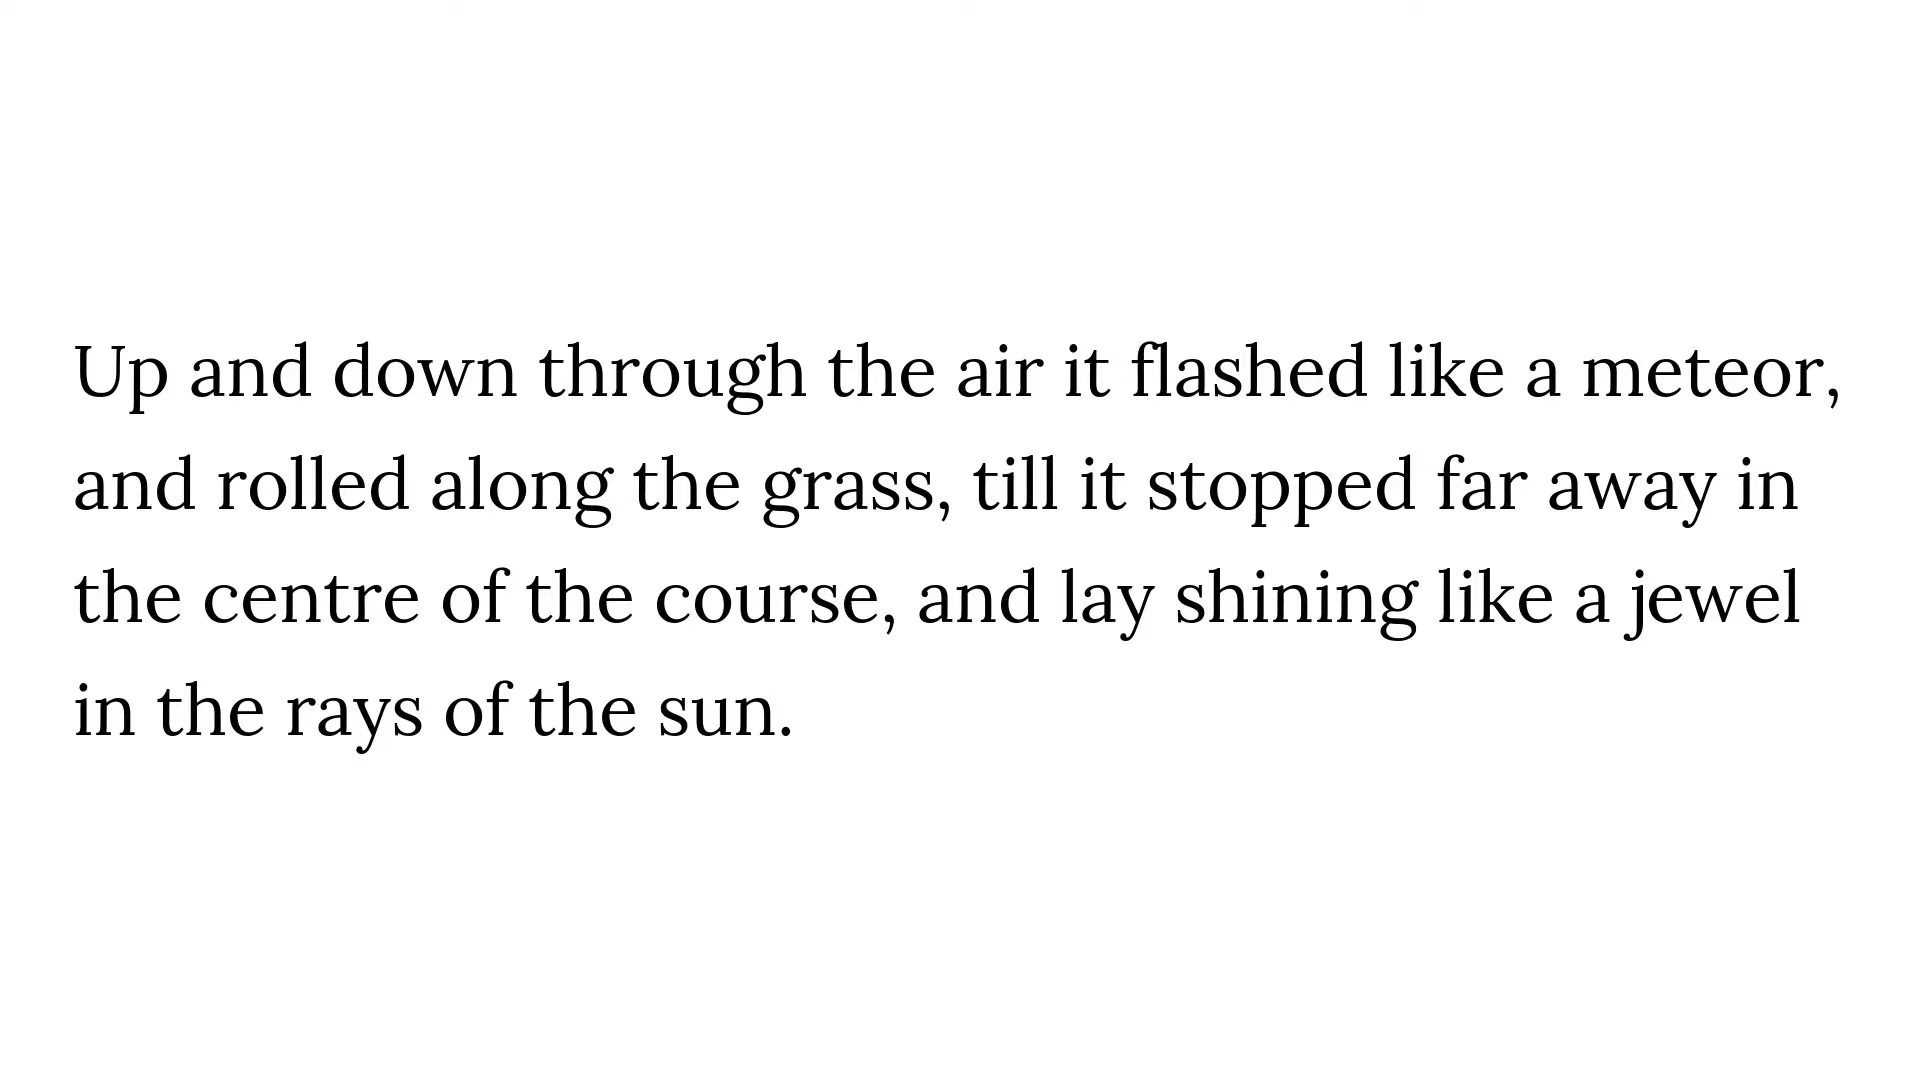 Up and down through the air it flashed like a meteor,
and rolled along the grass, till it stopped far away in
the centre of the course, and lay shining like a jewel
in the rays of the sun.